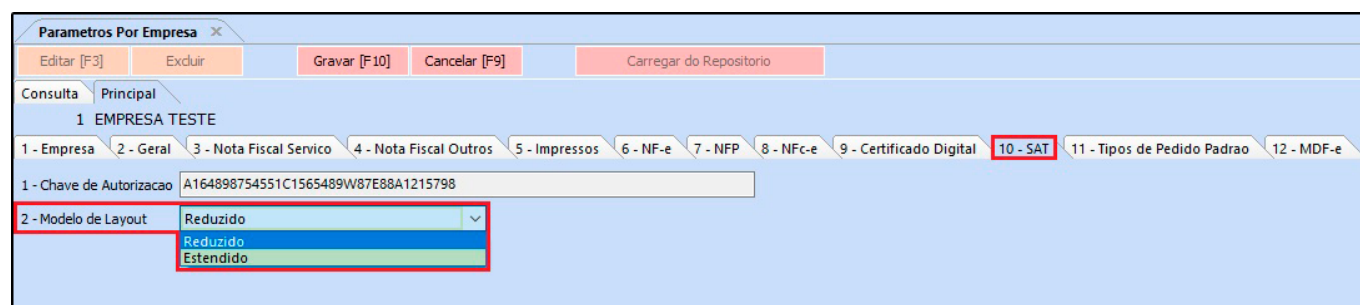 Parametros Por Empresa
Editar [F3] Excluir Gravar [F10] Cancelar [F9] Carregar do Repositorio
Consulta Principal
1 EMPRESA TESTE
1 - Empresa 2 - Geral 3 - Nota Fiscal Servico 4 - Nota Fiscal Outros 5 - Impressos 6 - NF-e 7 - NFP 8 - NFc-e 9 - Certificado Digital 10 - SAT 11 - Tipos de Pedido Padrao 12 - MDF-e
1 - Chave de Autorizacao A164898754551C1565489W87E88A1215798
2 - Modelo de Layout Reduzido
Reduzido
Estendido